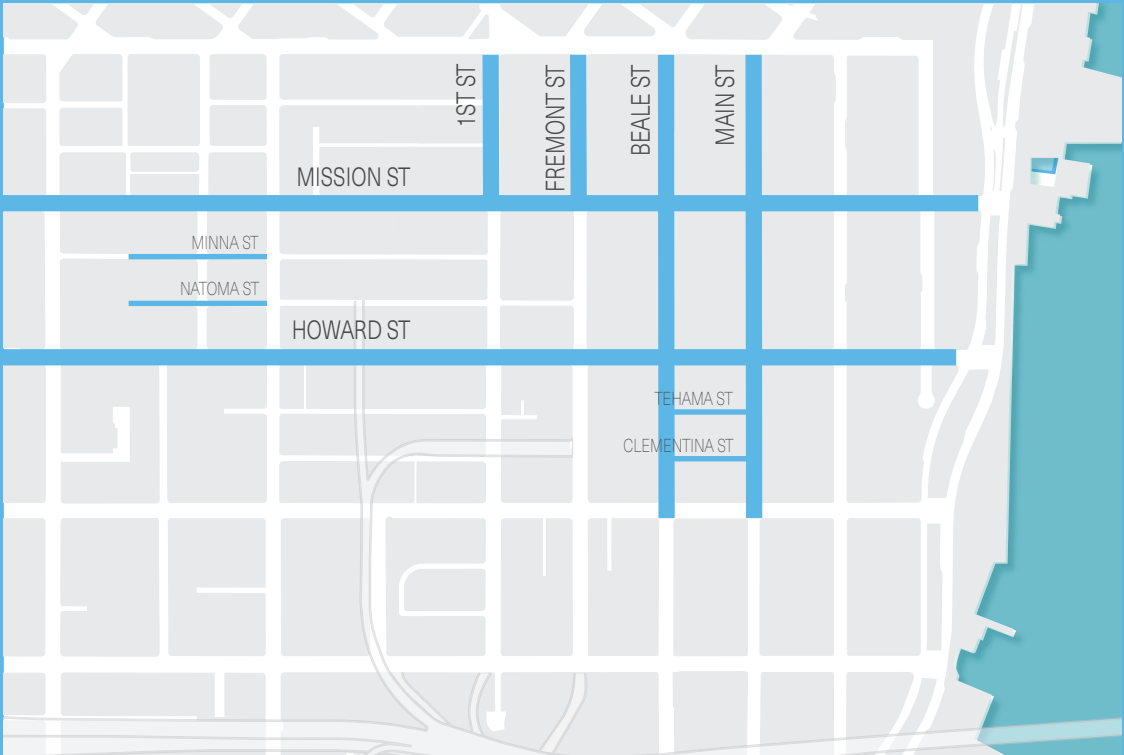 1ST ST
FREMONT ST
BEALE ST
MAIN ST
MISSION ST
MINNA ST
NATOMA ST
HOWARD ST
TEHAMA ST
CLEMENTINA ST